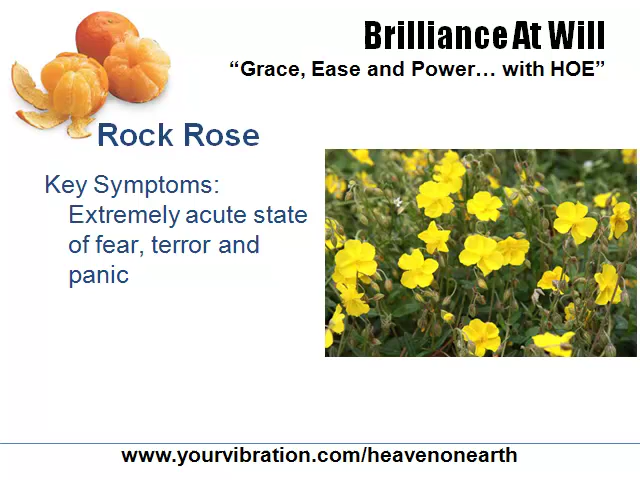 Brilliance At Will
“Grace, Ease and Power… with HOE”
Rock Rose
Key Symptoms:
Extremely acute state
of fear, terror and
panic
www.yourvibration.com/heavenonearth